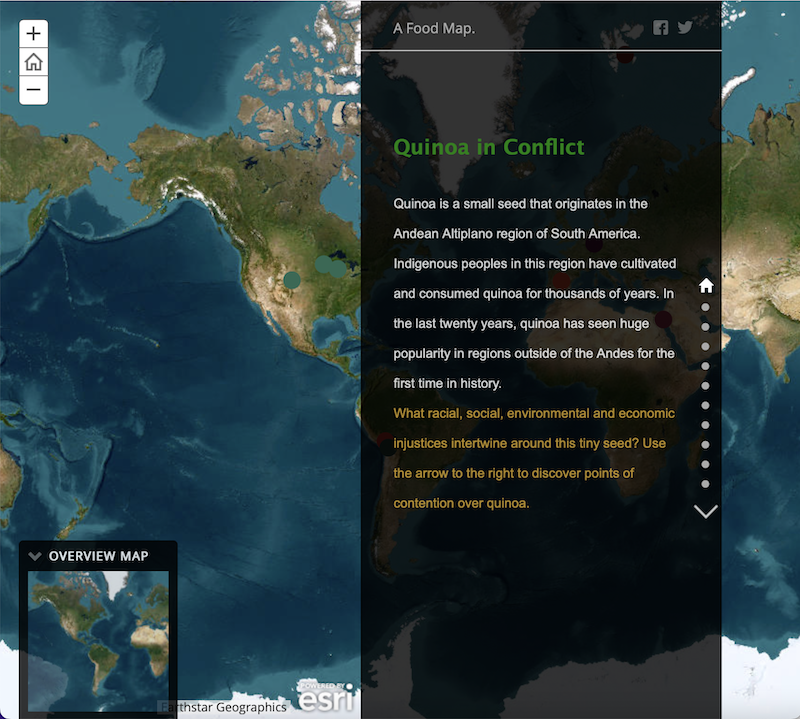 A Food Map.
Quinoa in Conflict
Quinoa is a small seed that originates in the
Andean Altiplano region of South America.
Indigenous peoples in this region have cultivated
and consumed quinoa for thousands of years. In
the last twenty years, quinoa has seen huge
popularity in regions outside of the Andes for the
first time in history.
What racial, social, environmental and economic
injustices intertwine around this tiny seed? Use
the arrow to the right to discover points of
contention over quinoa.
OVERVIEW MAP
Earthstar Geographics
POWERED BY
esri